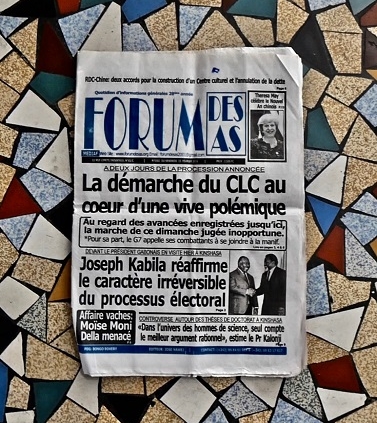 RDC-Chine: deux accords pour la construction d'un Centre culturel et l'annulation de la dette
Quotidien d'informations générales 28ème année
FORUM DES AS
Theresa May
célèbre le Nouvel
An chinois
A DEUX JOURS DE LA PROCESSION ANNONCEE
La démarche du CLC au
coeur d'une vive polémique
Au regard des avancées enregistrées jusqu'ici,
la marche de ce dimanche jugée inopportune.
*Pour sa part, le G7 appelle ses combattants à se joindre à la manif.
DEVANT LE PRÉSIDENT GABONAIS EN VISITE HIER A KINSHASA
Joseph Kabila réaffirme
le caractère irréversible
du processus électoral
Affaire vaches:
Moïse Moni
Della menacé
CONTROVERSE AUTOUR DES THÈSES DE DOCTORAT A KINSHASA
«Dans l'univers des hommes de science, seul compte
le meilleur argument rationnel», estime le Pr Kalonji